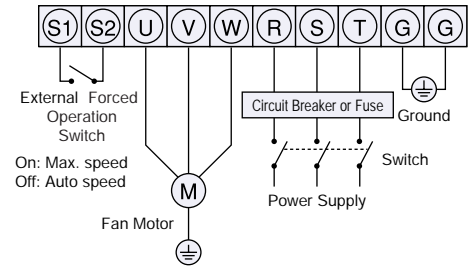 S1 S2 U V W R S T G G
External Forced
Operation
Switch
On: Max. speed
Off: Auto speed
Circuit Breaker or Fuse
Ground
Switch
Power Supply
M
Fan Motor